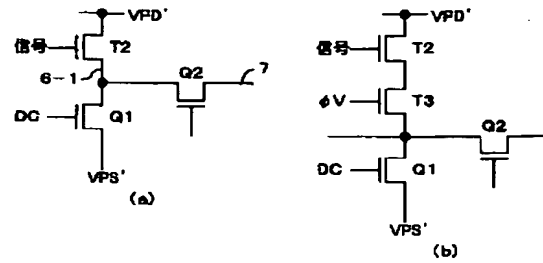 VPD'
信号
T2
6-1
Q2
7
DC
Q1
VPS'
(a)
VPD'
信号
T2
φV
T3
Q2
DC
Q1
VPS'
(b)